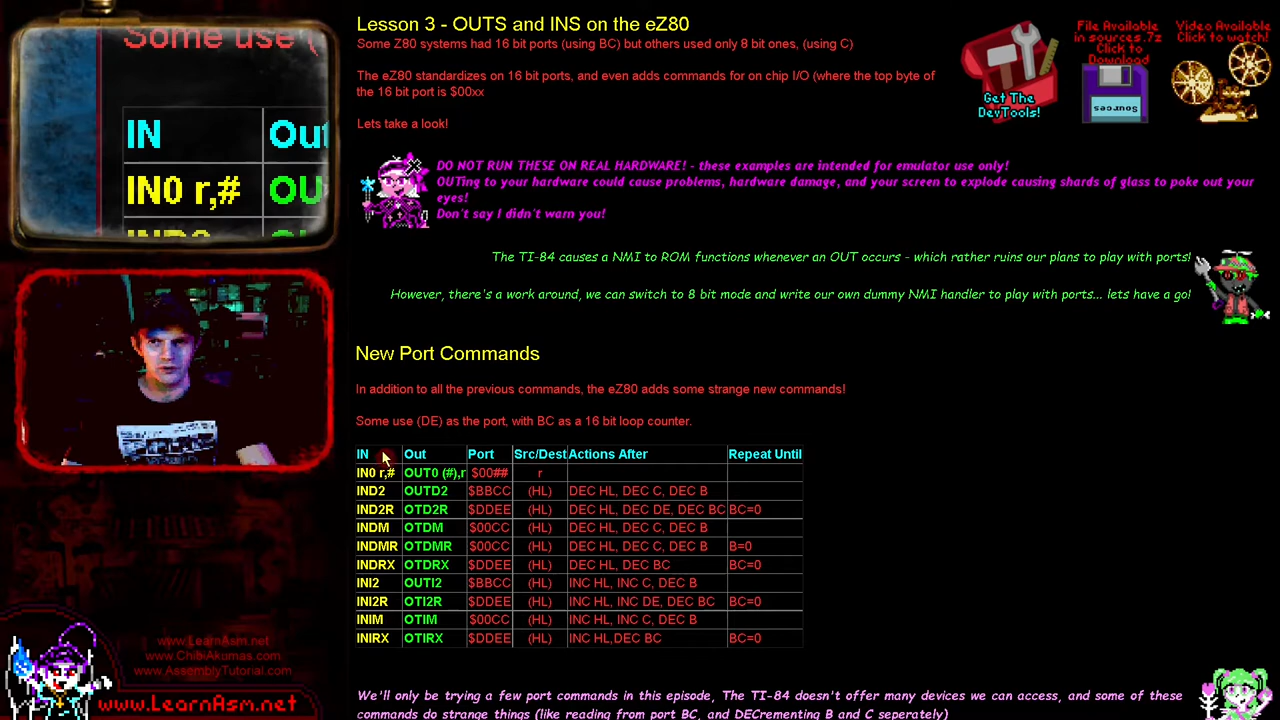 Some use (
IN Out
IN0 r,# OU
Lesson 3 - OUTS and INS on the eZ80
Some Z80 systems had 16 bit ports (using BC) but others used only 8 bit ones, (using C)
The eZ80 standardizes on 16 bit ports, and even adds commands for on chip I/O (where the top byte of
the 16 bit port is $00xx
Lets take a look!
Get The
DevTools!
File Available
in sources.7z
Click to
Download
sources
Video Available
Click to watch!
DO NOT RUN THESE ON REAL HARDWARE! - these examples are intended for emulator use only!
OUTing to your hardware could cause problems, hardware damage, and your screen to explode causing shards of glass to poke out your
eyes!
Don't say I didn't warn you!
The TI-84 causes a NMI to ROM functions whenever an OUT occurs - which rather ruins our plans to play with ports!
However, there's a work around, we can switch to 8 bit mode and write our own dummy NMI handler to play with ports... lets have a go!
New Port Commands
In addition to all the previous commands, the eZ80 adds some strange new commands!
Some use (DE) as the port, with BC as a 16 bit loop counter.
IN Out Port Src/Dest Actions After Repeat Until
IN0 r,# OUT0 (#),r $00## r
IND2 OUTD2 $BBCC (HL) DEC HL, DEC C, DEC B
IND2R OTD2R $DDEE (HL) DEC HL, DEC DE, DEC BC BC=0
INDM OTDM $00CC (HL) DEC HL, DEC C, DEC B
INDMR OTDMR $00CC (HL) DEC HL, DEC C, DEC B B=0
INDRX OTDRX $DDEE (HL) DEC HL, DEC BC BC=0
INI2 OUTI2 $BBCC (HL) INC HL, INC C, DEC B
INI2R OTI2R $DDEE (HL) INC HL, INC DE, DEC BC BC=0
INIM OTIM $00CC (HL) INC HL, INC C, DEC B
INIRX OTIRX $DDEE (HL) INC HL,DEC BC BC=0
We'll only be trying a few port commands in this episode, The TI-84 doesn't offer many devices we can access, and some of these
commands do strange things (like reading from port BC, and DECrementing B and C seperately)
www.LearnAsm.net
www.ChibiAkumas.com
www.AssemblyTutorial.com
www.LearnAsm.net